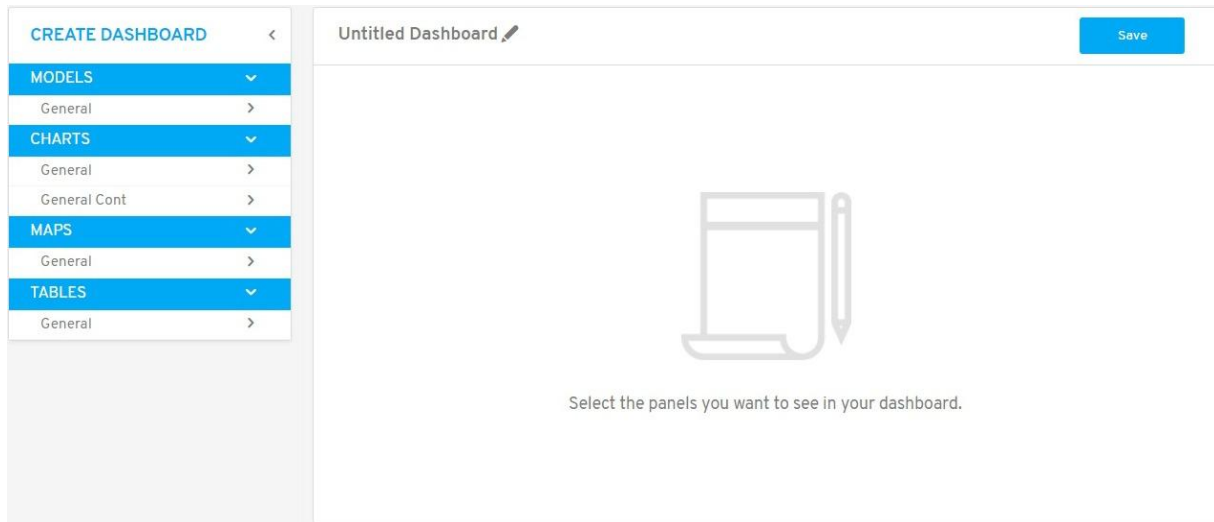 CREATE DASHBOARD
MODELS
General
CHARTS
General
General Cont
MAPS
General
TABLES
General
Untitled Dashboard
Save
Select the panels you want to see in your dashboard.